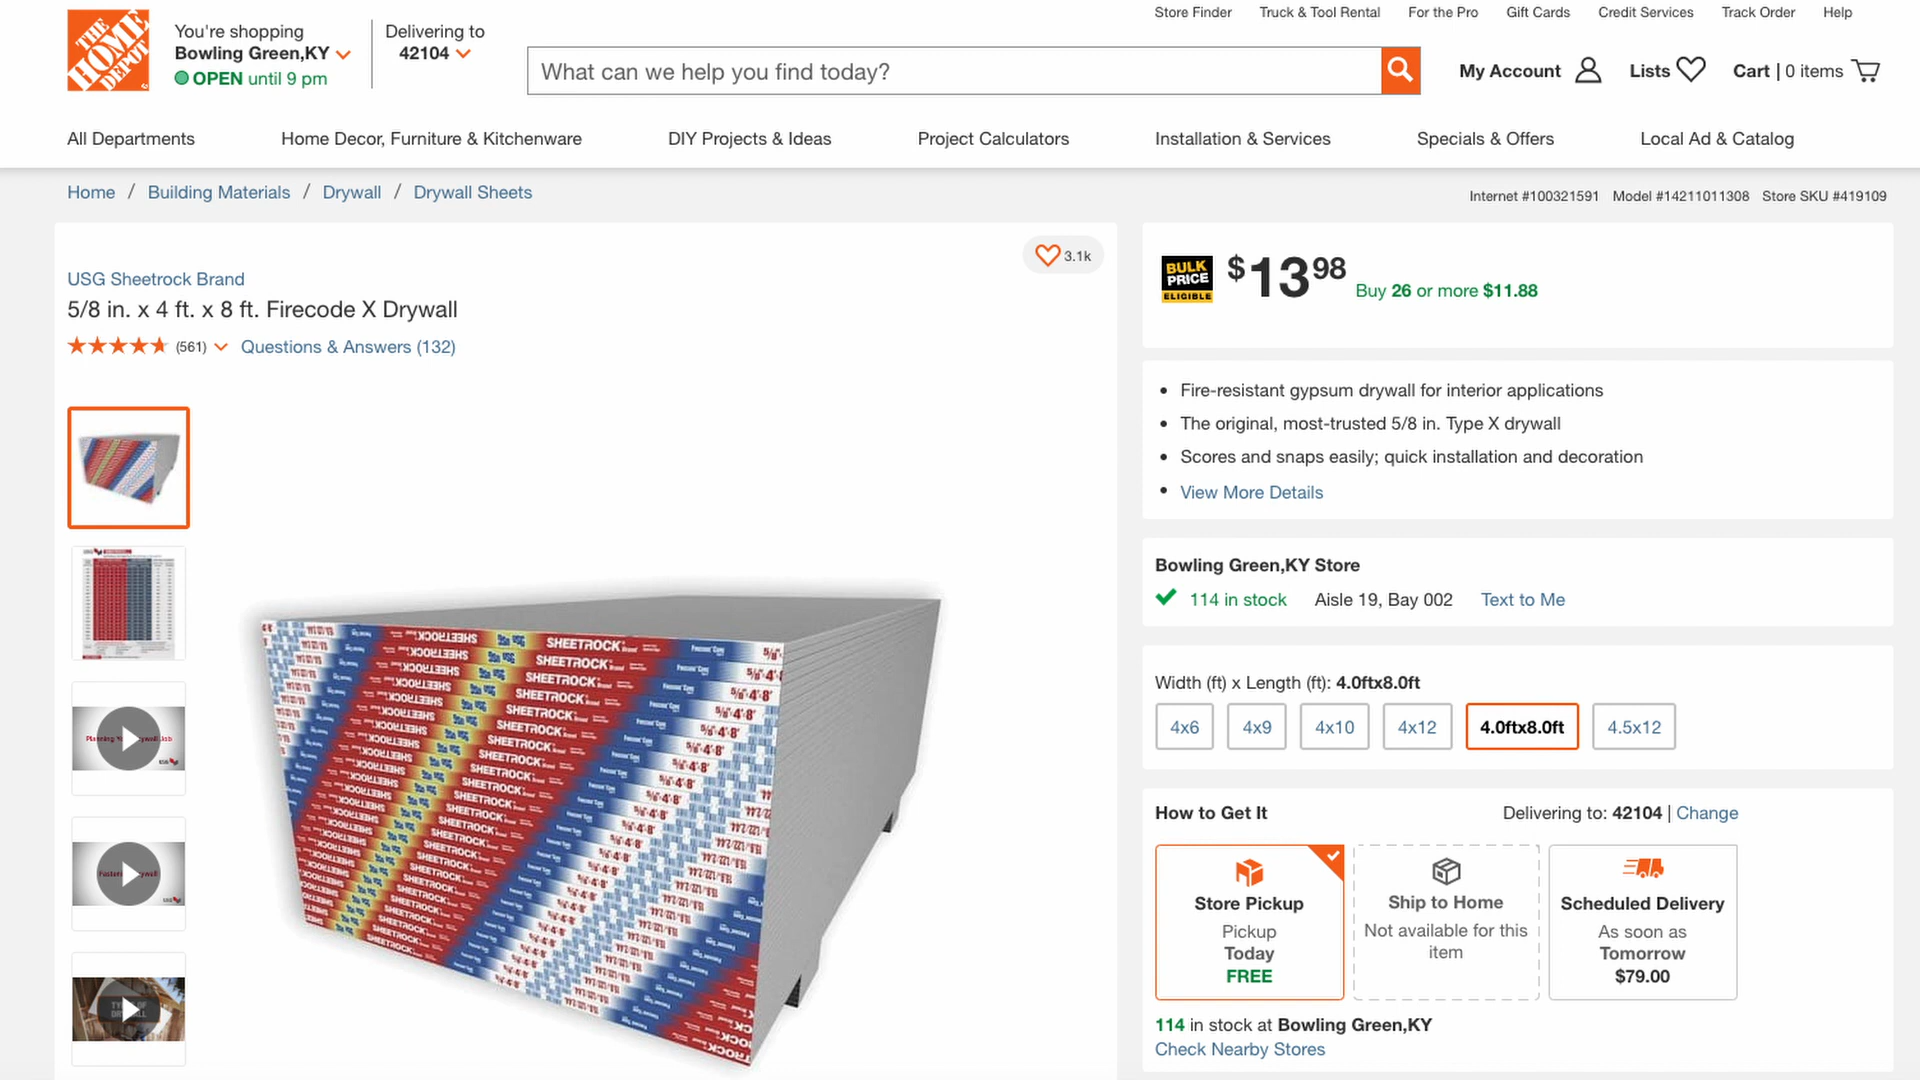 THE HOME DEPOT
You're shopping
Bowling Green,KY
OPEN until 9 pm
Delivering to
42104
What can we help you find today?
Store Finder
Truck & Tool Rental
For the Pro
Gift Cards
Credit Services
Track Order
Help
My Account
Lists
Cart | 0 items
All Departments
Home Decor, Furniture & Kitchenware
DIY Projects & Ideas
Project Calculators
Installation & Services
Specials & Offers
Local Ad & Catalog
Home / Building Materials / Drywall / Drywall Sheets
Internet #100321591 Model #14211011308 Store SKU #419109
3.1k
USG Sheetrock Brand
5/8 in. x 4 ft. x 8 ft. Firecode X Drywall
(561)
Questions & Answers (132)
SHEETROCK
BULK PRICE ELIGIBLE
$13 98
Buy 26 or more $11.88
• Fire-resistant gypsum drywall for interior applications
• The original, most-trusted 5/8 in. Type X drywall
• Scores and snaps easily; quick installation and decoration
• View More Details
Bowling Green,KY Store
114 in stock Aisle 19, Bay 002 Text to Me
Width (ft) x Length (ft): 4.0ftx8.0ft
4x6
4x9
4x10
4x12
4.0ftx8.0ft
4.5x12
How to Get It
Delivering to: 42104 | Change
Store Pickup
Pickup
Today
FREE
Ship to Home
Not available for this
item
Scheduled Delivery
As soon as
Tomorrow
$79.00
114 in stock at Bowling Green,KY
Check Nearby Stores